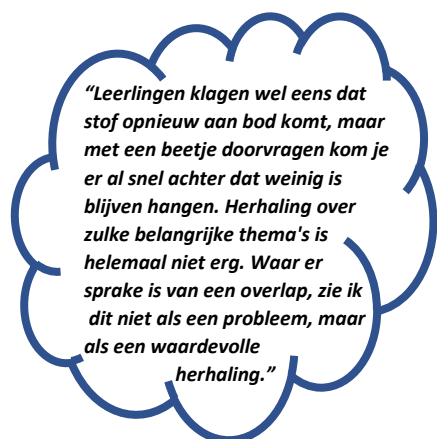 “Leerlingen klagen wel eens dat
stof opnieuw aan bod komt, maar
met een beetje doorvragen kom je
er al snel achter dat weinig is
blijven hangen. Herhaling over
zulke belangrijke thema's is
helemaal niet erg. Waar er
sprake is van een overlap, zie ik
dit niet als een probleem, maar
als een waardevolle
herhaling.”